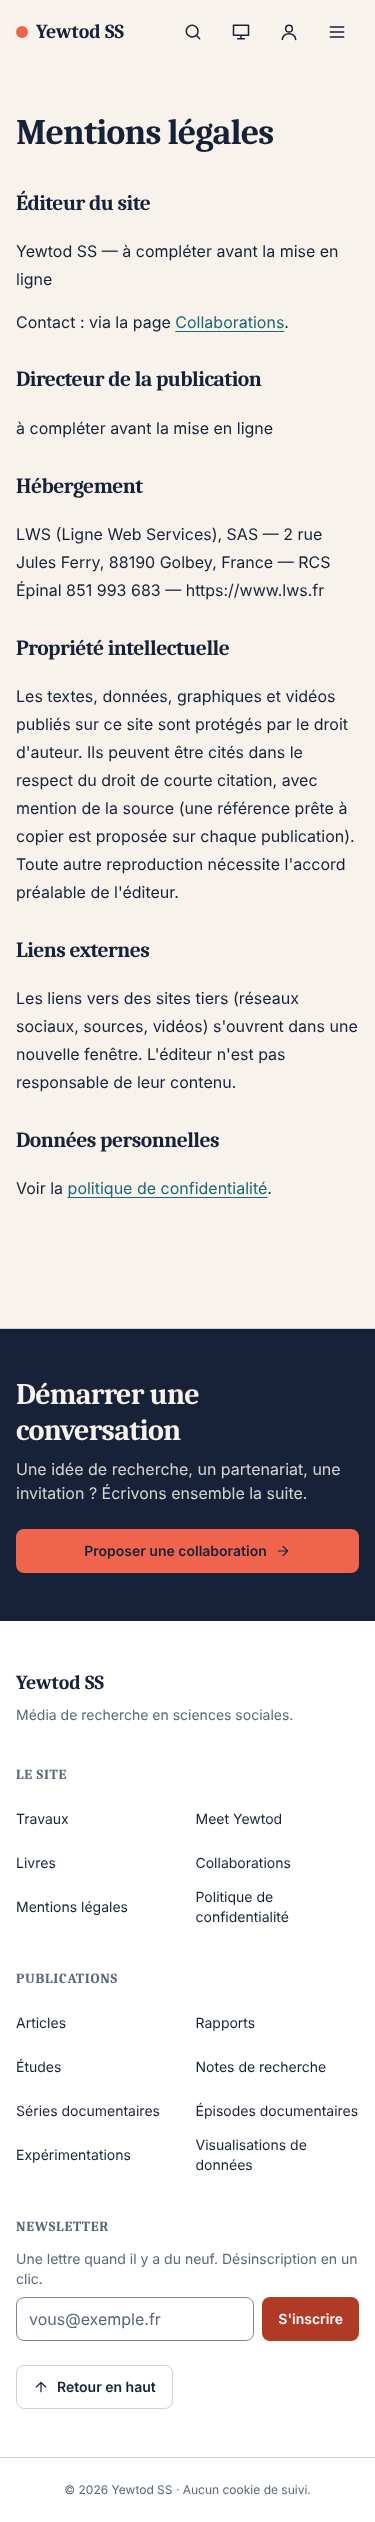 Yewtod SS
Mentions légales
Éditeur du site
Yewtod SS — à compléter avant la mise en
ligne
Contact : via la page Collaborations.
Directeur de la publication
à compléter avant la mise en ligne
Hébergement
LWS (Ligne Web Services), SAS — 2 rue
Jules Ferry, 88190 Golbey, France — RCS
Épinal 851 993 683 — https://www.lws.fr
Propriété intellectuelle
Les textes, données, graphiques et vidéos
publiés sur ce site sont protégés par le droit
d'auteur. Ils peuvent être cités dans le
respect du droit de courte citation, avec
mention de la source (une référence prête à
copier est proposée sur chaque publication).
Toute autre reproduction nécessite l'accord
préalable de l'éditeur.
Liens externes
Les liens vers des sites tiers (réseaux
sociaux, sources, vidéos) s'ouvrent dans une
nouvelle fenêtre. L'éditeur n'est pas
responsable de leur contenu.
Données personnelles
Voir la politique de confidentialité.
Démarrer une
conversation
Une idée de recherche, un partenariat, une
invitation ? Écrivons ensemble la suite.
Proposer une collaboration →
Yewtod SS
Média de recherche en sciences sociales.
LE SITE
Travaux
Meet Yewtod
Livres
Collaborations
Mentions légales
Politique de
confidentialité
PUBLICATIONS
Articles
Rapports
Études
Notes de recherche
Séries documentaires
Épisodes documentaires
Expérimentations
Visualisations de
données
NEWSLETTER
Une lettre quand il y a du neuf. Désinscription en un
clic.
vous@exemple.fr
S'inscrire
↑ Retour en haut
© 2026 Yewtod SS · Aucun cookie de suivi.